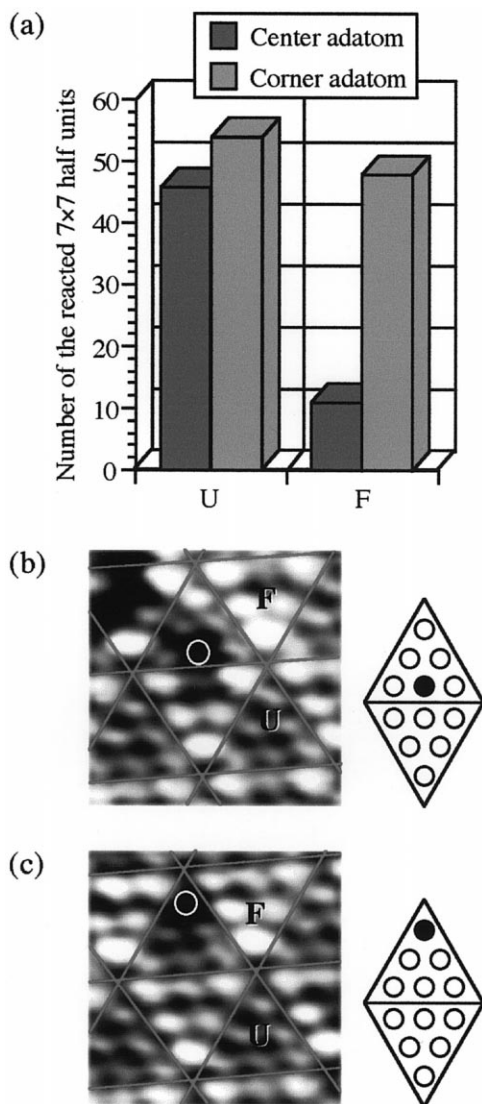 (a)
Center adatom
Corner adatom
Number of the reacted 7×7 half units
60
50
40
30
20
10
0
U
F
(b)
F
U
(c)
F
U